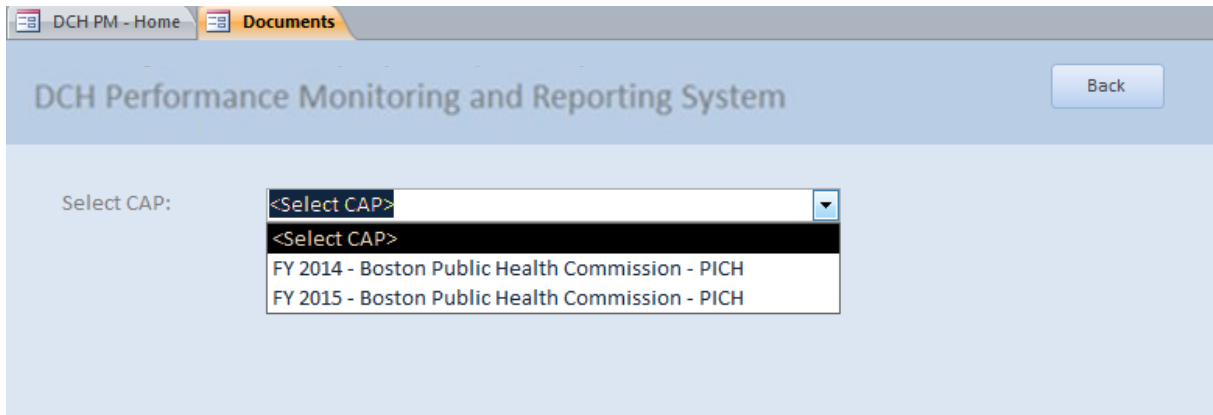 DCH PM - Home Documents
DCH Performance Monitoring and Reporting System
Back
Select CAP:
<Select CAP>
<Select CAP>
FY 2014 - Boston Public Health Commission - PICH
FY 2015 - Boston Public Health Commission - PICH